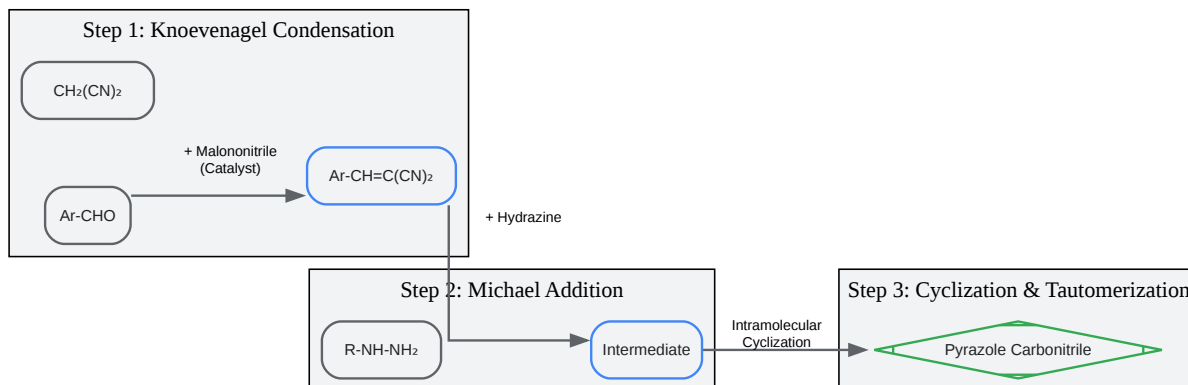 Step 1: Knoevenagel Condensation
CH₂(CN)₂
+ Malononitrile
(Catalyst)
Ar-CH=C(CN)₂
Ar-CHO
+ Hydrazine
Step 2: Michael Addition
R-NH-NH₂
Intermediate
Intramolecular
Cyclization
Step 3: Cyclization & Tautomerization
Pyrazole Carbonitrile